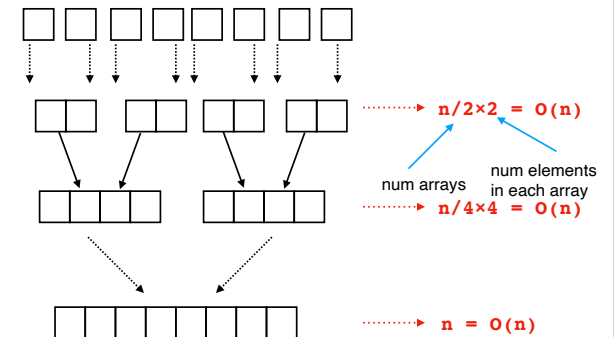 n/2×2 = O(n)
num arrays
num elements
in each array
n/4×4 = O(n)
n = O(n)